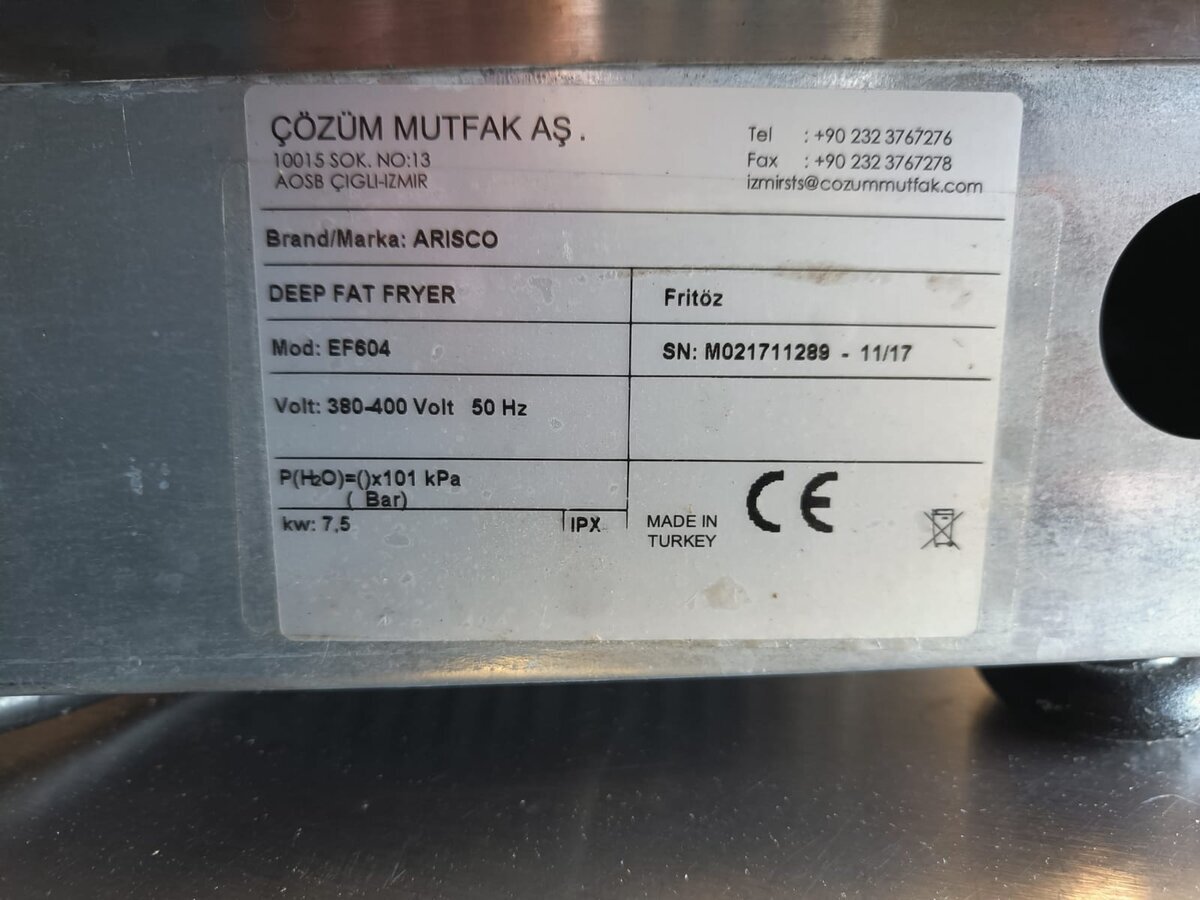 ÇÖZÜM MUTFAK AŞ.
10015 SOK. NO:13
AOSB ÇIGLI-IZMIR
Tel : +90 232 3767276
Fax : +90 232 3767278
izmirsts@cozummutfak.com
Brand/Marka: ARISCO
DEEP FAT FRYER
Fritöz
Mod: EF604
SN: M021711289 - 11/17
Volt: 380-400 Volt 50 Hz
P(H2O)=()x101 kPa
( Bar)
kw: 7,5
IPX
MADE IN
TURKEY
CE